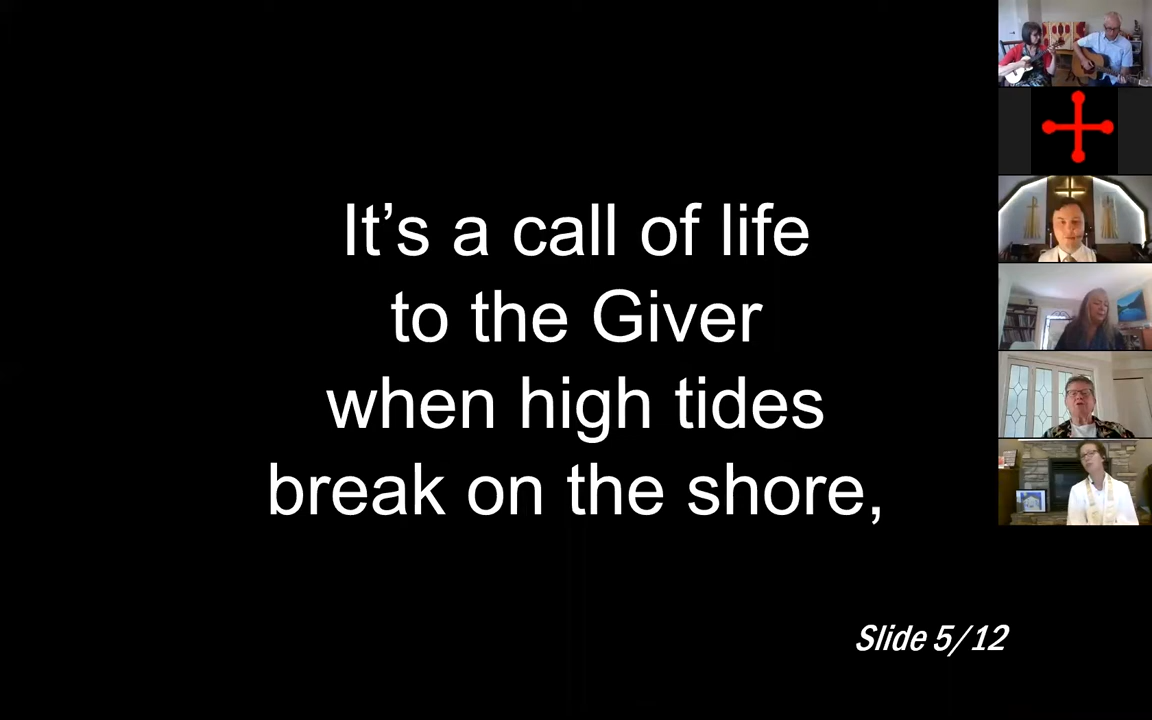 It’s a call of life
to the Giver
when high tides
break on the shore,
Slide 5/12